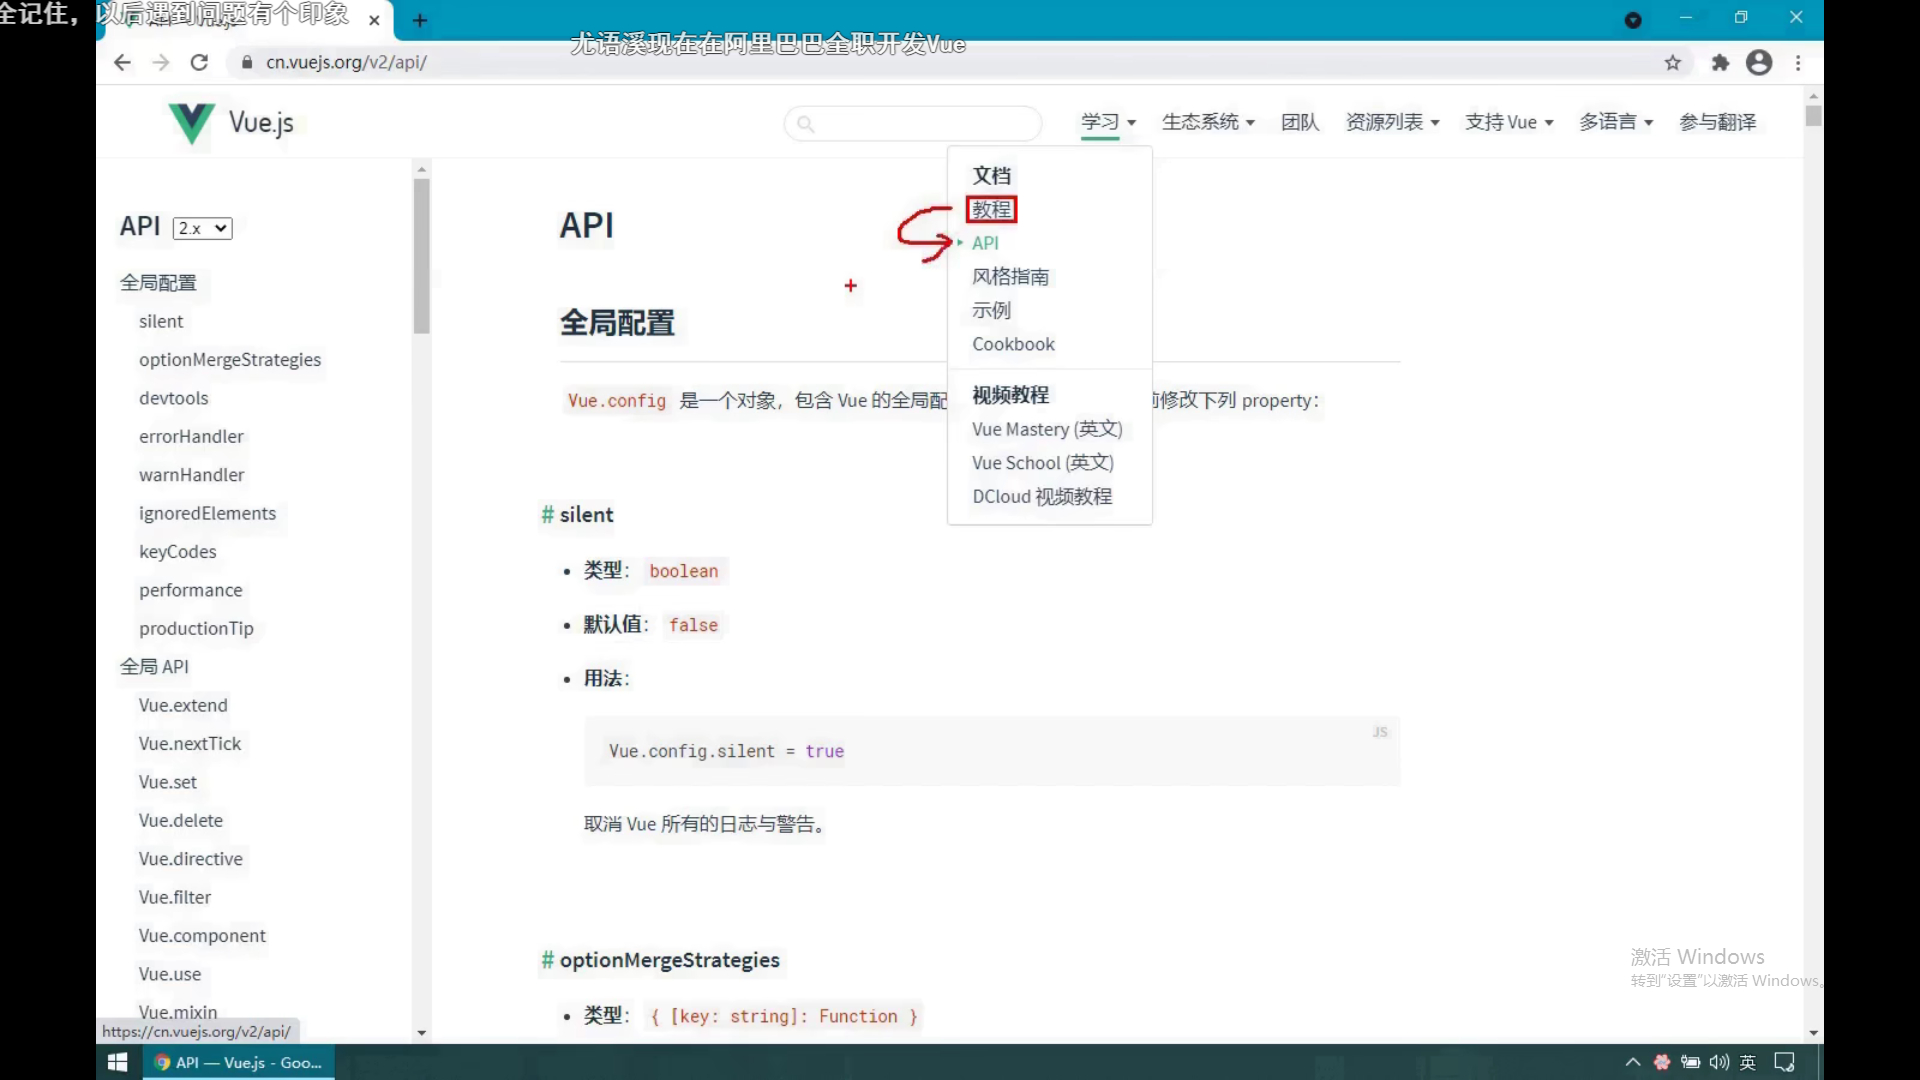 全记住，以后遇到问题有个印象
尤语溪现在在阿里巴巴全职开发Vue
cn.vuejs.org/v2/api/
Vue.js
学习 生态系统 团队 资源列表 支持 Vue 多语言 参与翻译
文档
教程
API
风格指南
示例
Cookbook
视频教程
Vue Mastery (英文)
Vue School (英文)
DCloud 视频教程
API 2.x
全局配置
silent
optionMergeStrategies
devtools
errorHandler
warnHandler
ignoredElements
keyCodes
performance
productionTip
全局 API
Vue.extend
Vue.nextTick
Vue.set
Vue.delete
Vue.directive
Vue.filter
Vue.component
Vue.use
Vue.mixin
https://cn.vuejs.org/v2/api/
API
全局配置
Vue.config 是一个对象，包含 Vue 的全局配 前修改下列 property：
# silent
类型： boolean
默认值： false
用法：
JS
Vue.config.silent = true
取消 Vue 所有的日志与警告。
# optionMergeStrategies
类型： { [key: string]: Function }
激活 Windows
转到“设置”以激活 Windows。
API — Vue.js - Goo...
英